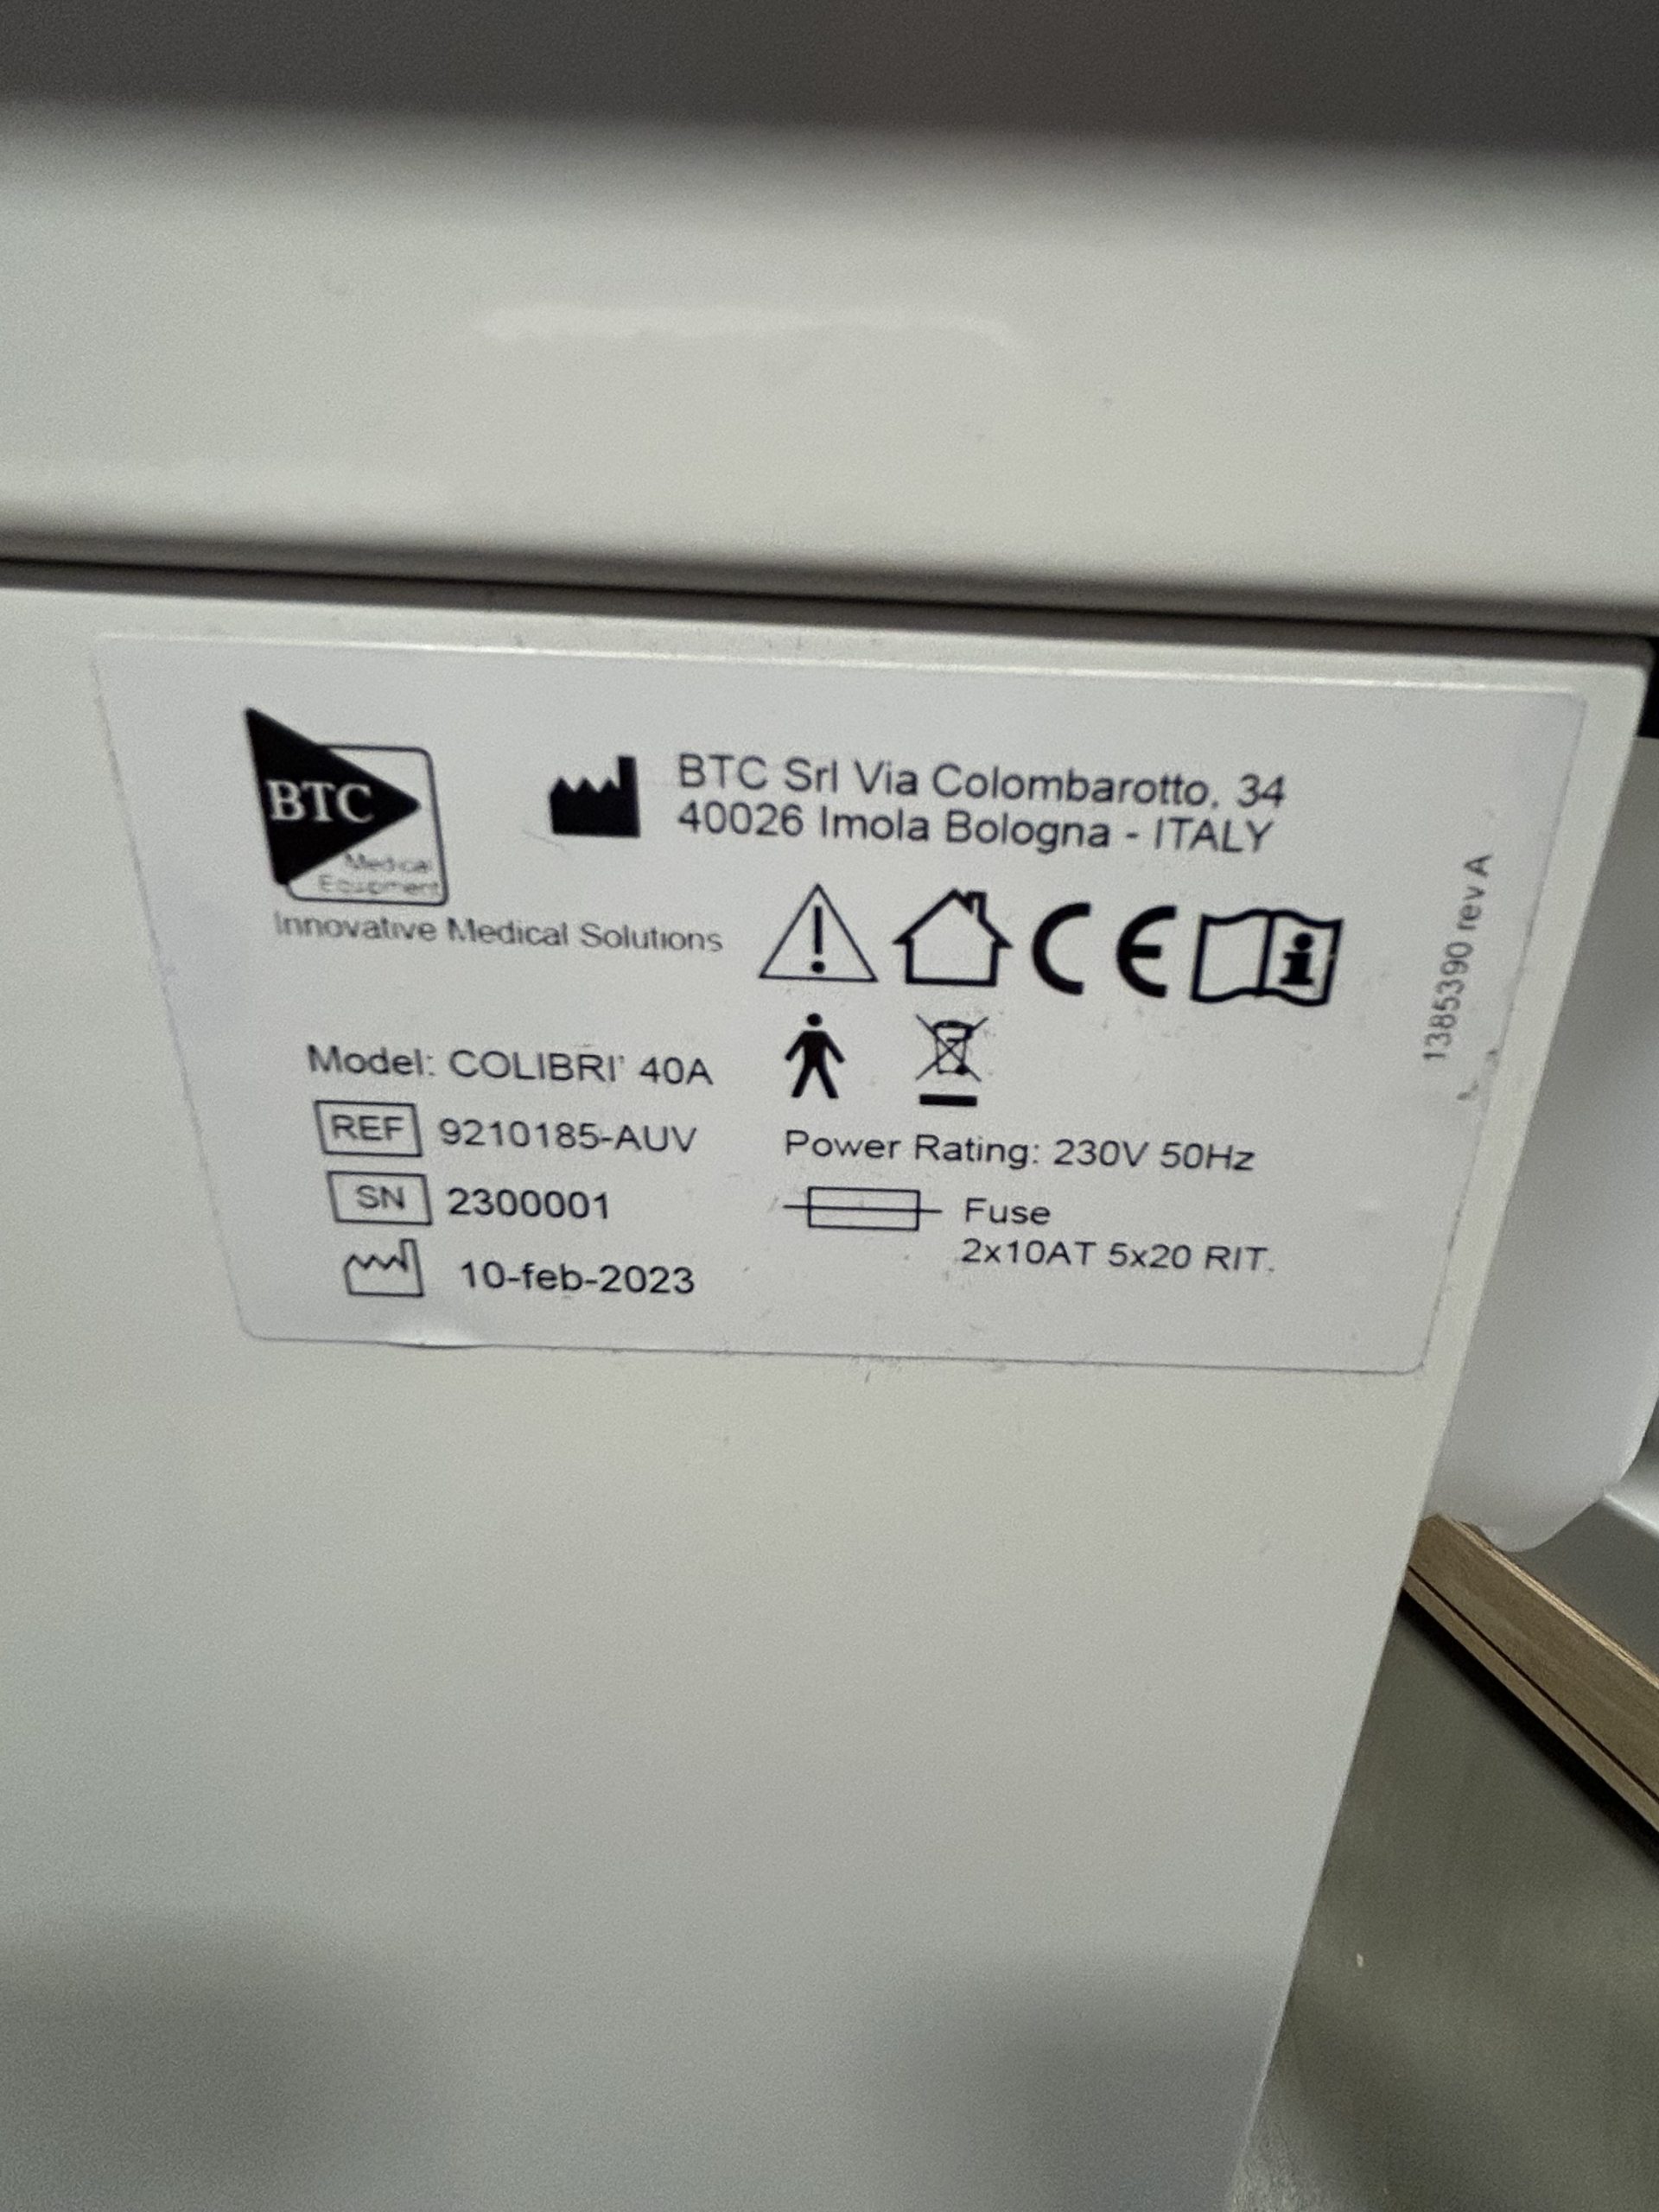 BTC
Medical
Equipment
Innovative Medical Solutions
BTC Srl Via Colombarotto, 34
40026 Imola Bologna - ITALY
CE
1385390 rev A
Model: COLIBRI' 40A
REF 9210185-AUV
SN 2300001
10-feb-2023
Power Rating: 230V 50Hz
Fuse
2x10AT 5x20 RIT.